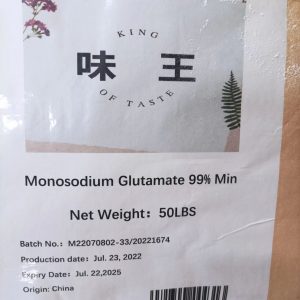 KING
味 王
OF TASTE
Monosodium Glutamate 99% Min
Net Weight: 50LBS
Batch No.: M22070802-33/20221674
Production date: Jul. 23, 2022
Expiry Date: Jul. 22,2025
Origin: China